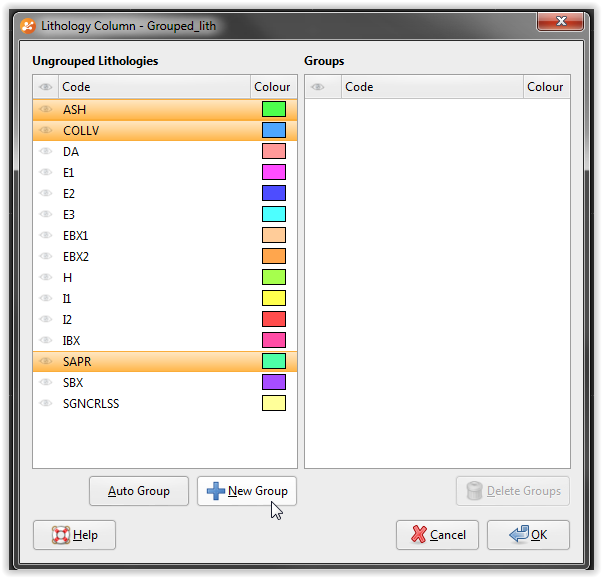 Lithology Column - Grouped_lith
Ungrouped Lithologies
Groups
Code Colour
Code Colour
ASH
COLLV
DA
E1
E2
E3
EBX1
EBX2
H
I1
I2
IBX
SAPR
SBX
SGNCRLSS
Auto Group
New Group
Delete Groups
Help
Cancel
OK